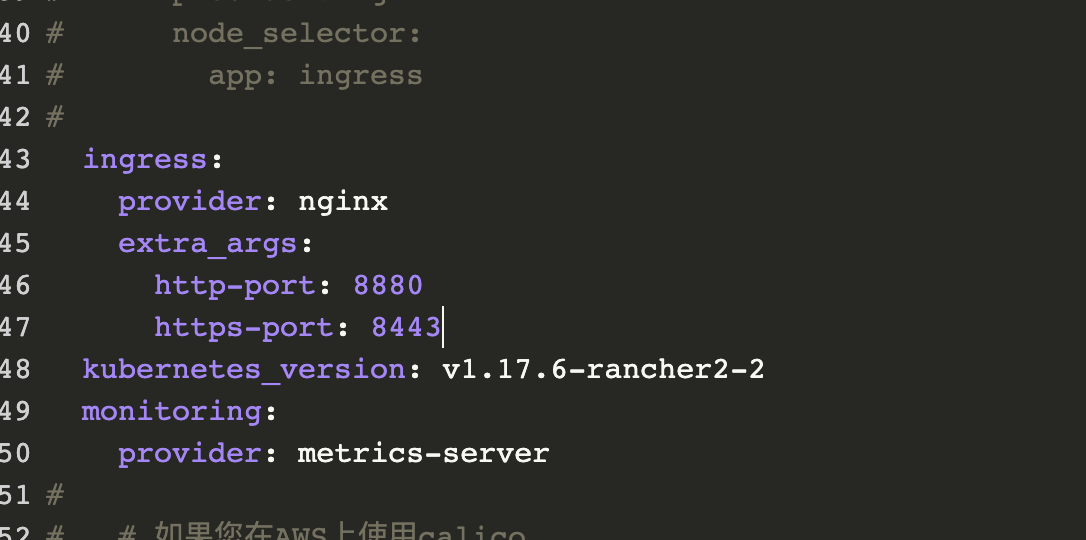 40 #      node_selector:
41 #        app: ingress
42 #
43   ingress:
44     provider: nginx
45     extra_args:
46       http-port: 8880
47       https-port: 8443
48   kubernetes_version: v1.17.6-rancher2-2
49   monitoring:
50     provider: metrics-server
51 #
52 #   # 如果您在AWS上使用calico